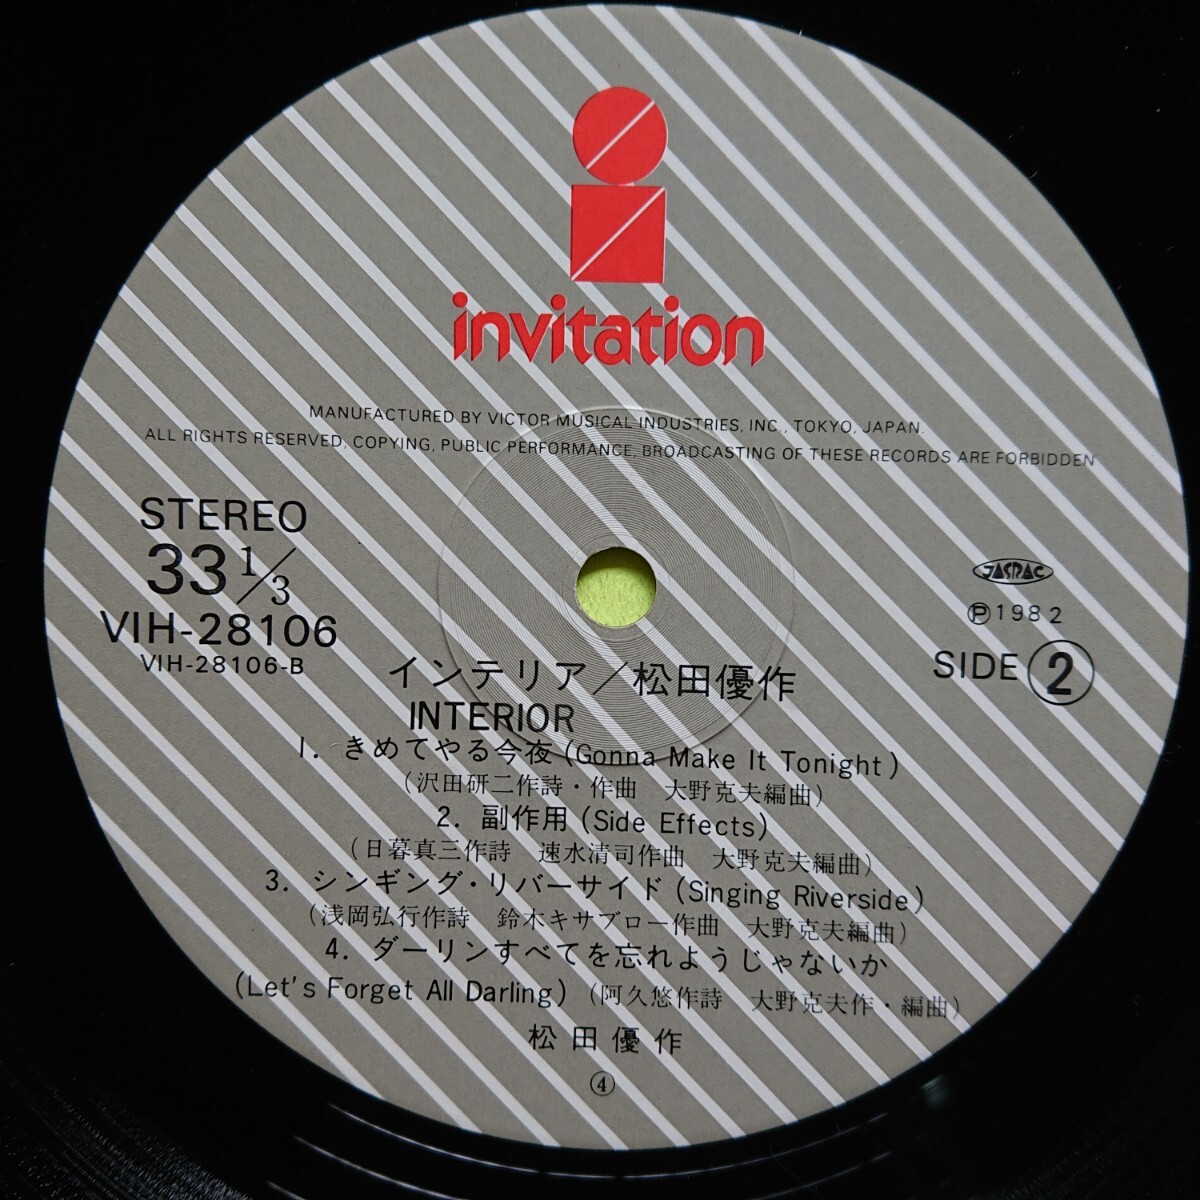 invitation
MANUFACTURED BY VICTOR MUSICAL INDUSTRIES, INC., TOKYO, JAPAN.
ALL RIGHTS RESERVED, COPYING, PUBLIC PERFORMANCE, BROADCASTING OF THESE RECORDS ARE FORBIDDEN
STEREO
33 1/3
VIH-28106
VIH-28106-B
JASRAC
Ⓟ1982
SIDE ②
インテリア／松田優作
INTERIOR
1. きめてやる今夜 (Gonna Make It Tonight)
(沢田研二作詩・作曲　大野克夫編曲)
2. 副作用 (Side Effects)
(日暮真三作詩　速水清司作曲　大野克夫編曲)
3. シンギング・リバーサイド (Singing Riverside)
(浅岡弘行作詩　鈴木キサブロー作曲　大野克夫編曲)
4. ダーリンすべてを忘れようじゃないか
(Let's Forget All Darling) (阿久悠作詩　大野克夫作・編曲)
松田優作
④